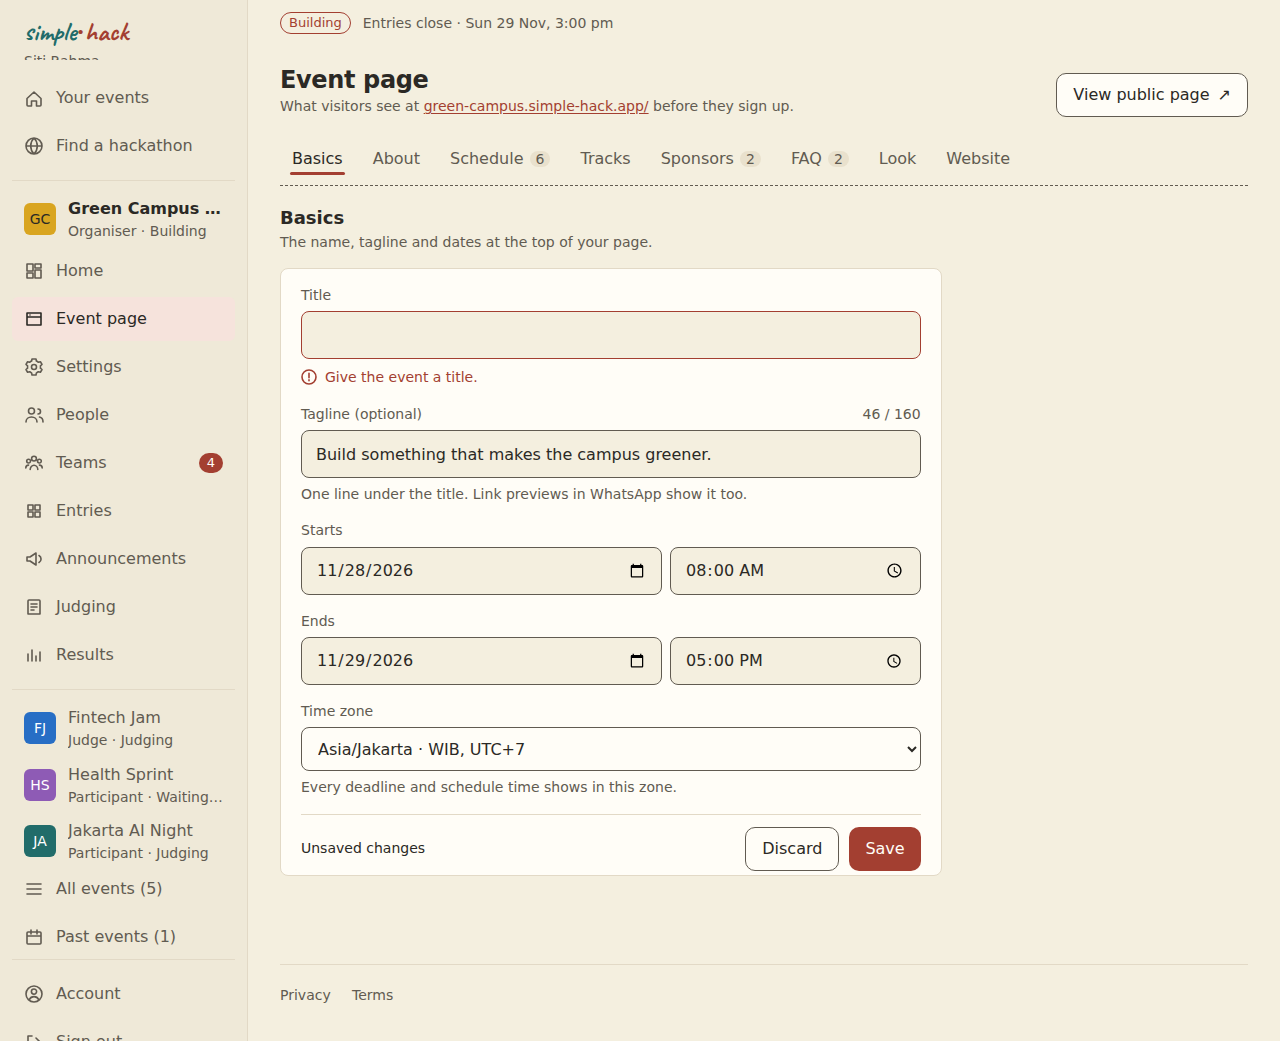 simple·hack
Siti Rahma
Your events
Find a hackathon
GC
Green Campus ...
Organiser · Building
Home
Event page
Settings
People
Teams
4
Entries
Announcements
Judging
Results
FJ
Fintech Jam
Judge · Judging
HS
Health Sprint
Participant · Waiting...
JA
Jakarta AI Night
Participant · Judging
All events (5)
Past events (1)
Account
Sign out
Building
Entries close · Sun 29 Nov, 3:00 pm
Event page
What visitors see at green-campus.simple-hack.app/ before they sign up.
View public page ↗
Basics About Schedule 6 Tracks Sponsors 2 FAQ 2 Look Website
Basics
The name, tagline and dates at the top of your page.
Title
Give the event a title.
Tagline (optional)
46 / 160
Build something that makes the campus greener.
One line under the title. Link previews in WhatsApp show it too.
Starts
11/28/2026
08:00 AM
Ends
11/29/2026
05:00 PM
Time zone
Asia/Jakarta · WIB, UTC+7
Every deadline and schedule time shows in this zone.
Unsaved changes
Discard
Save
Privacy Terms